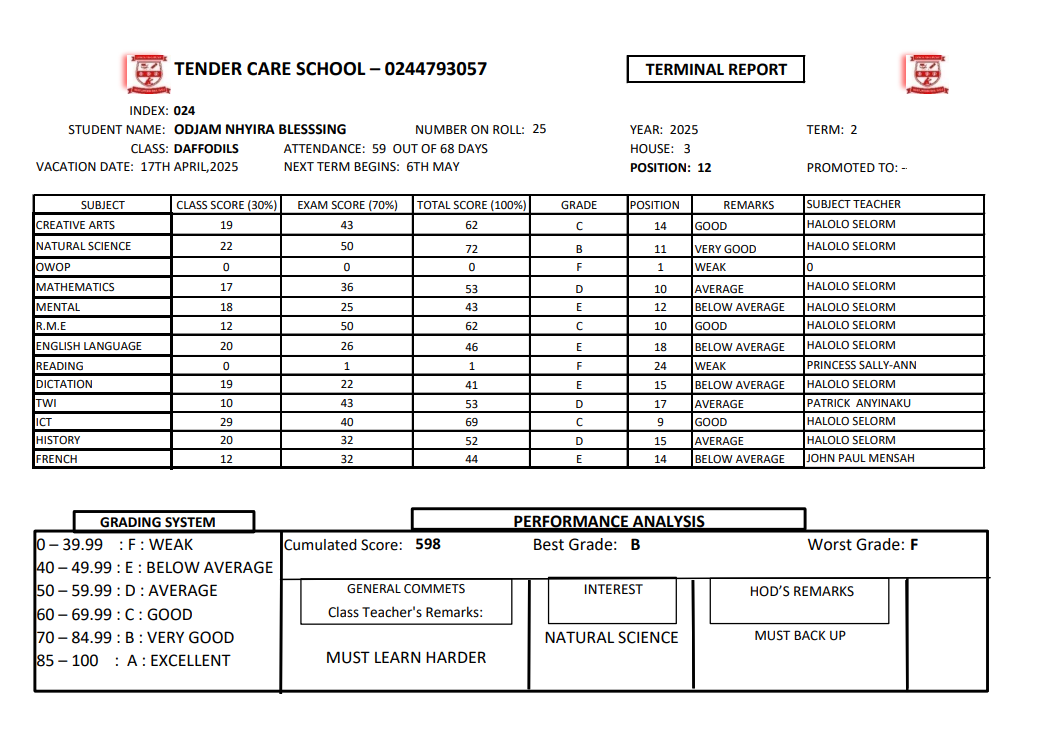 TENDER CARE SCHOOL – 0244793057
TERMINAL REPORT
INDEX: 024
STUDENT NAME: ODJAM NHYIRA BLESSSING NUMBER ON ROLL: 25 YEAR: 2025 TERM: 2
CLASS: DAFFODILS ATTENDANCE: 59 OUT OF 68 DAYS HOUSE: 3
VACATION DATE: 17TH APRIL,2025 NEXT TERM BEGINS: 6TH MAY POSITION: 12 PROMOTED TO: --
SUBJECT CLASS SCORE (30%) EXAM SCORE (70%) TOTAL SCORE (100%) GRADE POSITION REMARKS SUBJECT TEACHER
CREATIVE ARTS 19 43 62 C 14 GOOD HALOLO SELORM
NATURAL SCIENCE 22 50 72 B 11 VERY GOOD HALOLO SELORM
OWOP 0 0 0 F 1 WEAK 0
MATHEMATICS 17 36 53 D 10 AVERAGE HALOLO SELORM
MENTAL 18 25 43 E 12 BELOW AVERAGE HALOLO SELORM
R.M.E 12 50 62 C 10 GOOD HALOLO SELORM
ENGLISH LANGUAGE 20 26 46 E 18 BELOW AVERAGE HALOLO SELORM
READING 0 1 1 F 24 WEAK PRINCESS SALLY-ANN
DICTATION 19 22 41 E 15 BELOW AVERAGE HALOLO SELORM
TWI 10 43 53 D 17 AVERAGE PATRICK ANYINAKU
ICT 29 40 69 C 9 GOOD HALOLO SELORM
HISTORY 20 32 52 D 15 AVERAGE HALOLO SELORM
FRENCH 12 32 44 E 14 BELOW AVERAGE JOHN PAUL MENSAH
GRADING SYSTEM
0 – 39.99 : F : WEAK
40 – 49.99 : E : BELOW AVERAGE
50 – 59.99 : D : AVERAGE
60 – 69.99 : C : GOOD
70 – 84.99 : B : VERY GOOD
85 – 100 : A : EXCELLENT
PERFORMANCE ANALYSIS
Cumulated Score: 598 Best Grade: B Worst Grade: F
GENERAL COMMETS
Class Teacher's Remarks:
MUST LEARN HARDER
INTEREST
NATURAL SCIENCE
HOD'S REMARKS
MUST BACK UP